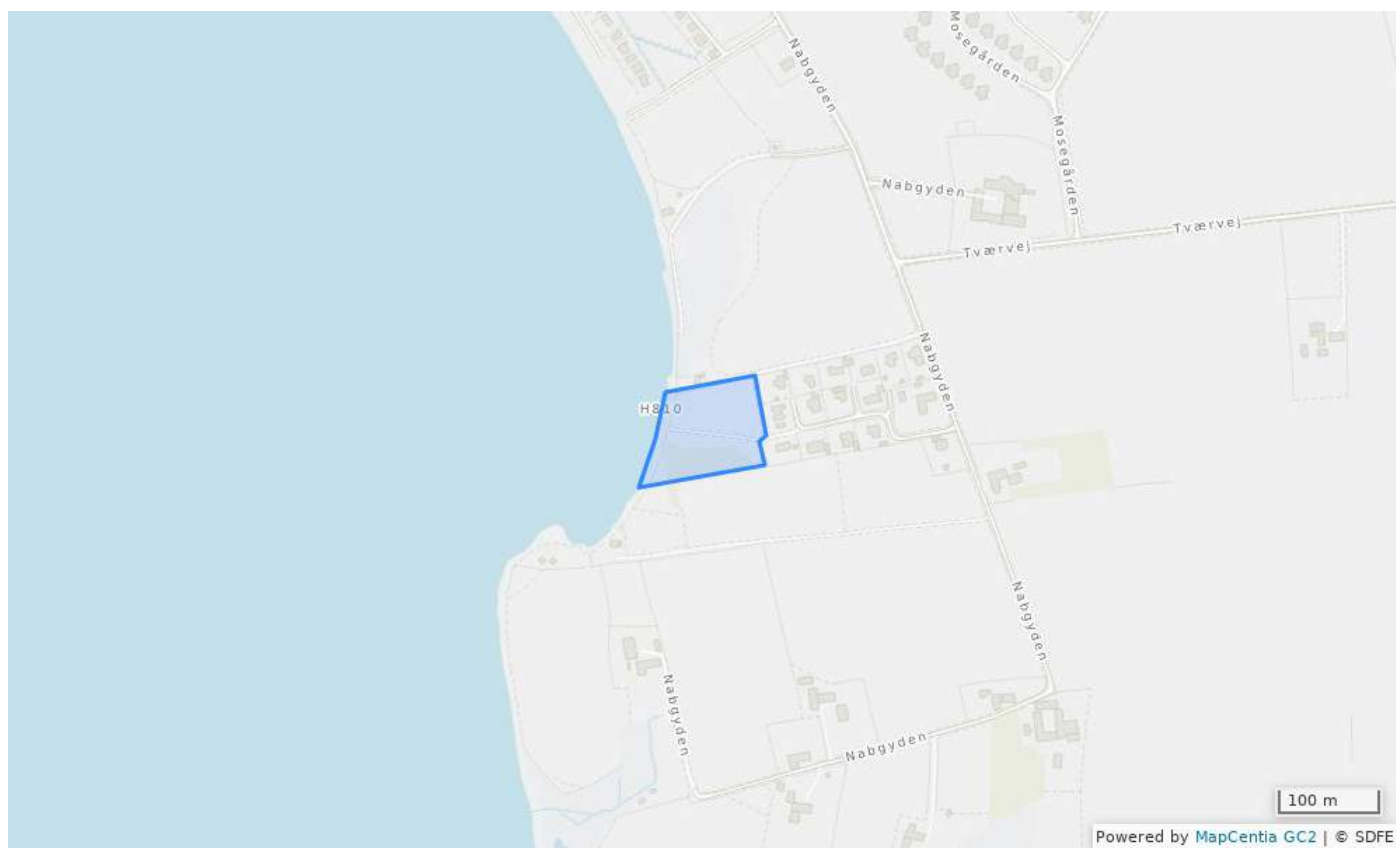 Nabgyden
Mosegården
Mosegården
Nabgyden
Tværvej
Tværvej
Nabgyden
H810
Nabgyden
Nabgyden
Nabgyden
100 m
Powered by MapCentia GC2 | © SDFE